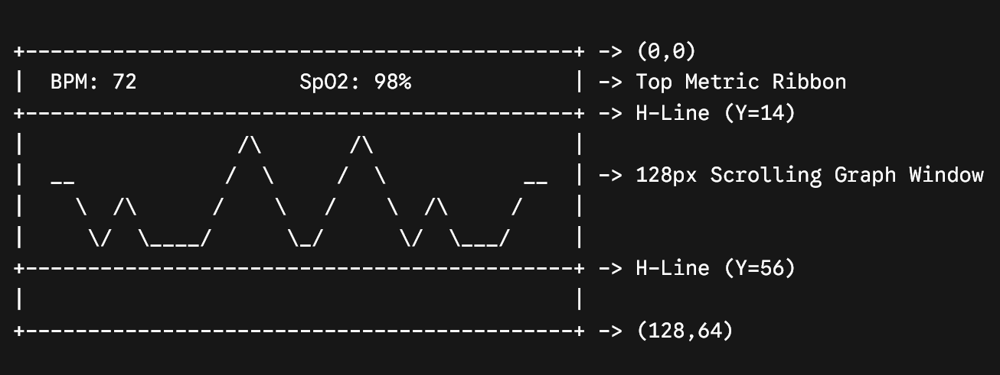 +--------------------------------------------+ -> (0,0)
|  BPM: 72             SpO2: 98%             | -> Top Metric Ribbon
+--------------------------------------------+ -> H-Line (Y=14)
|                 /\       /\                |
|  __            /  \     /  \           __  | -> 128px Scrolling Graph Window
|    \  /\      /    \   /    \  /\     /    |
|     \/  \____/      \_/      \/  \___/     |
+--------------------------------------------+ -> H-Line (Y=56)
|                                            |
+--------------------------------------------+ -> (128,64)